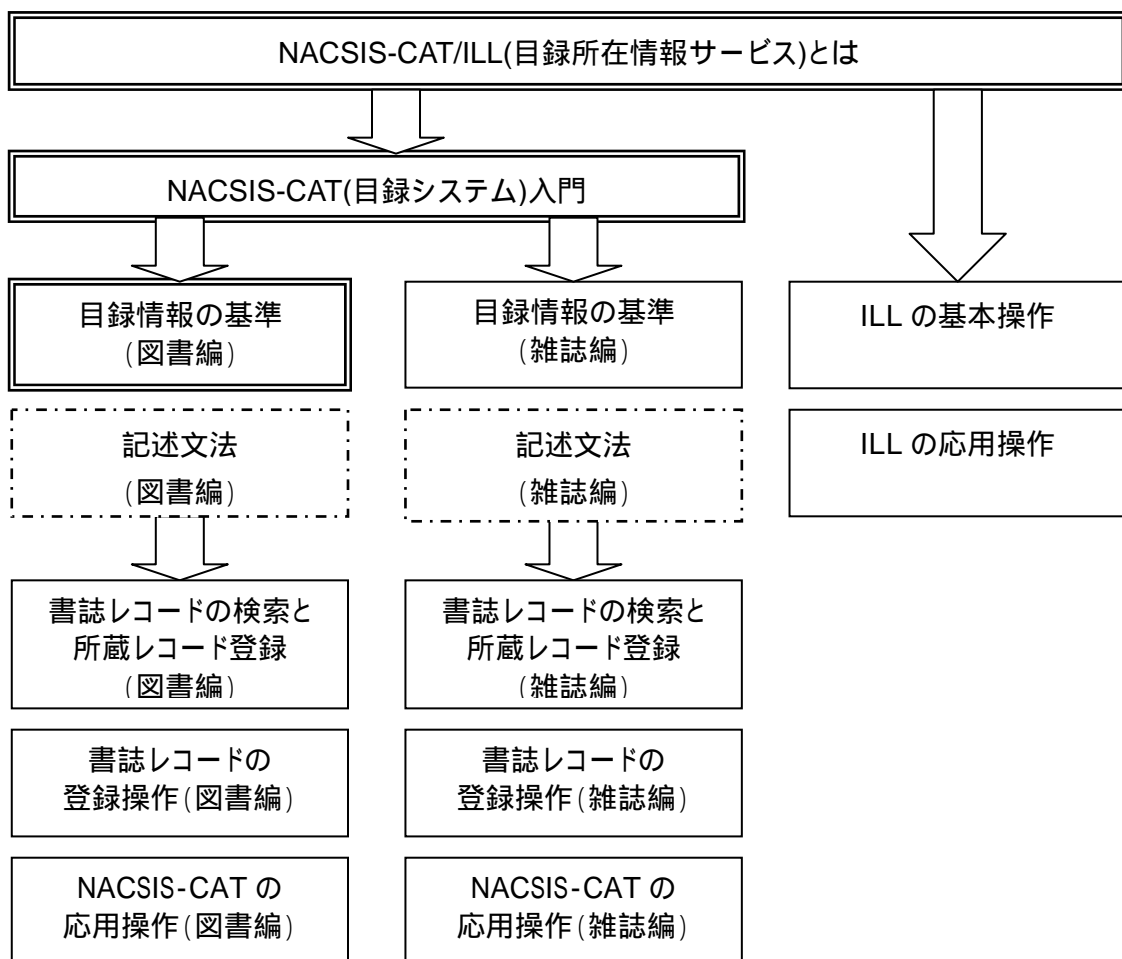 NACSIS-CAT/ILL(目録所在情報サービス)とは
NACSIS-CAT(目録システム)入門
目録情報の基準
(図書編)
目録情報の基準
(雑誌編)
ILL の基本操作
記述文法
(図書編)
記述文法
(雑誌編)
ILL の応用操作
書誌レコードの検索と
所蔵レコード登録
(図書編)
書誌レコードの検索と
所蔵レコード登録
(雑誌編)
書誌レコードの
登録操作(図書編)
書誌レコードの
登録操作(雑誌編)
NACSIS-CAT の
応用操作(図書編)
NACSIS-CAT の
応用操作(雑誌編)